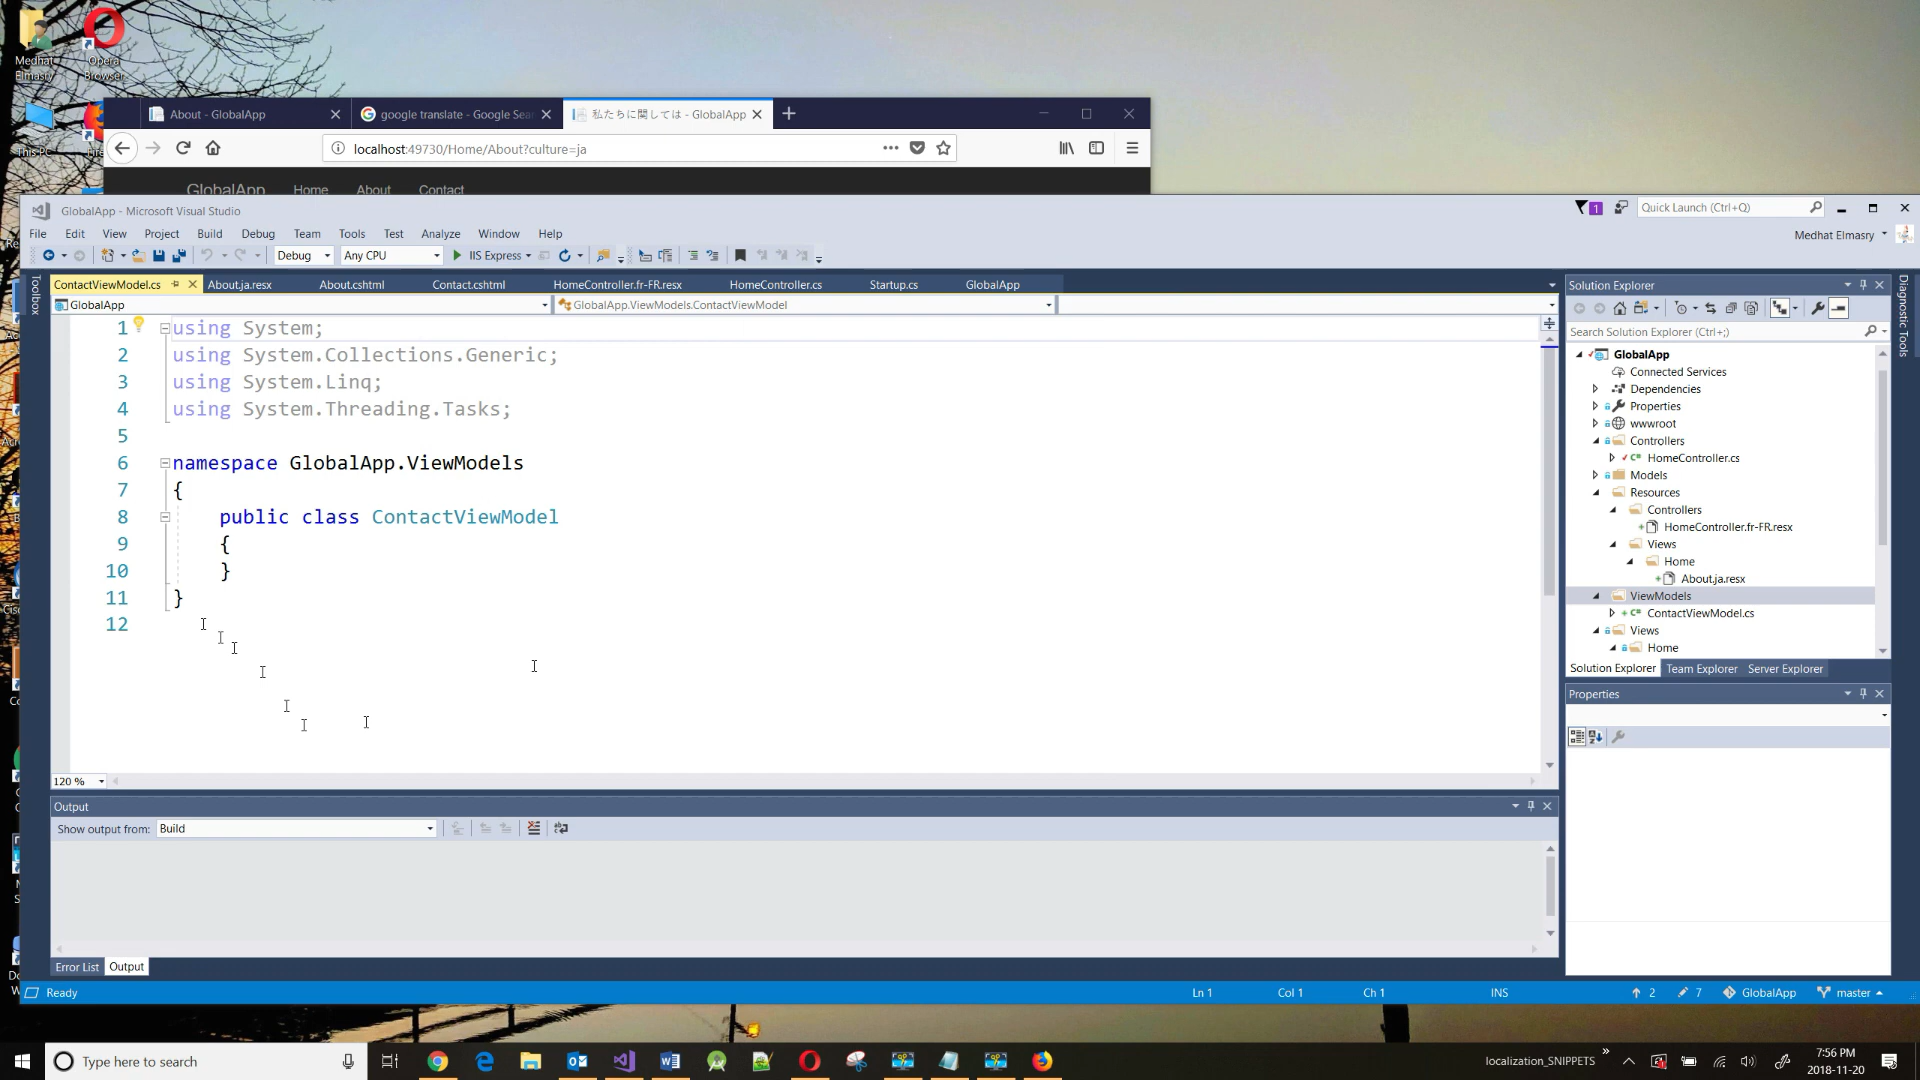 Medhat
Elmasry
Opera
Browser
This PC
About - GlobalApp
google translate - Google Sea
私たちに関しては - GlobalApp
localhost:49730/Home/About?culture=ja
GlobalApp Home About Contact
GlobalApp - Microsoft Visual Studio
1
Quick Launch (Ctrl+Q)
File Edit View Project Build Debug Team Tools Test Analyze Window Help
Medhat Elmasry
Debug Any CPU IIS Express
Toolbox
ContactViewModel.cs About.ja.resx About.cshtml Contact.cshtml HomeController.fr-FR.resx HomeController.cs Startup.cs GlobalApp
GlobalApp GlobalApp.ViewModels.ContactViewModel
1 using System;
2 using System.Collections.Generic;
3 using System.Linq;
4 using System.Threading.Tasks;
5
6 namespace GlobalApp.ViewModels
7 {
8 public class ContactViewModel
9 {
10 }
11 }
12
120 %
Solution Explorer
Search Solution Explorer (Ctrl+;)
GlobalApp
Connected Services
Dependencies
Properties
wwwroot
Controllers
HomeController.cs
Models
Resources
Controllers
HomeController.fr-FR.resx
Views
Home
About.ja.resx
ViewModels
ContactViewModel.cs
Views
Home
Solution Explorer Team Explorer Server Explorer
Properties
Diagnostic Tools
Output
Show output from: Build
Error List Output
Ready Ln 1 Col 1 Ch 1 INS 2 7 GlobalApp master
Type here to search
localization_SNIPPETS
7:56 PM
2018-11-20